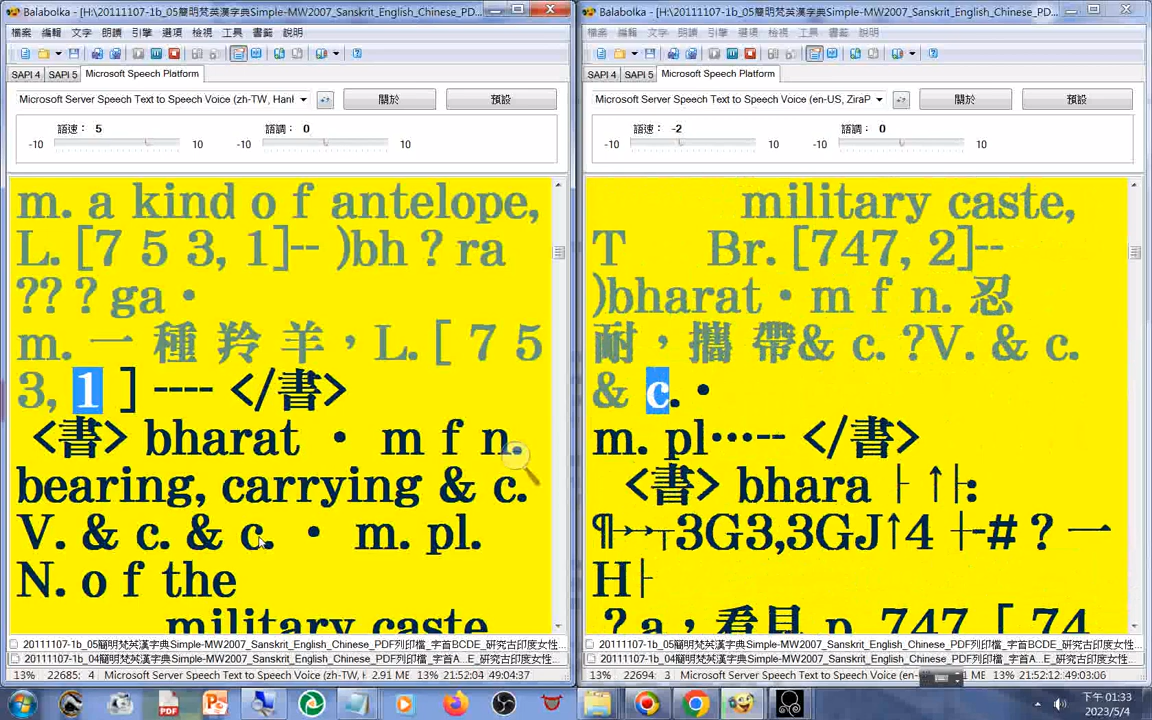 Balabolka - [H:\20111107-1b_05簡明梵英漢字典Simple-MW2007_Sanskrit_English_Chinese_PD...
檔案 編輯 文字 朗讀 引擎 選項 檢視 工具 書籤 說明
SAPI 4 SAPI 5 Microsoft Speech Platform
Microsoft Server Speech Text to Speech Voice (zh-TW, Hanl
關於
預設
語速： 5 語調： 0
-10 10 -10 10
m. a kind o f antelope,
L. [7 5 3, 1]-- )bh ? ra
?? ? ga •
m. 一 種 羚 羊，L. [ 7 5
3, 1 ] ---- </書>
<書> bharat • m f n.
bearing, carrying & c.
V. & c. & c. • m. pl.
N. o f the
military caste
20111107-1b_05簡明梵英漢字典Simple-MW2007_Sanskrit_English_Chinese_PDF列印檔_字首BCDE_研究古印度女性...
20111107-1b_04簡明梵英漢字典Simple-MW2007_Sanskrit_English_Chinese_PDF列印檔_字首A...E_研究古印度女性...
13% 22685: 4 Microsoft Server Speech Text to Speech Voice (zh-TW, 2.91 ME 13% 21:52:04 49:04:37
Balabolka - [H:\20111107-1b_05簡明梵英漢字典Simple-MW2007_Sanskrit_English_Chinese_PD...
檔案 編輯 文字 朗讀 引擎 選項 檢視 工具 書籤 說明
SAPI 4 SAPI 5 Microsoft Speech Platform
Microsoft Server Speech Text to Speech Voice (en-US, ZiraP
關於
預設
語速： -2 語調： 0
-10 10 -10 10
military caste,
T Br. [747, 2]--
)bharat • m f n. 忍
耐，攜 帶& c. ?V. & c.
& c. •
m. pl…-- </書>
<書> bhara ├ ↑├:
¶├→→┬3G3,3GJ↑4 ┼-# ? 一
H├
? a，看見 p. 747 [ 74
20111107-1b_05簡明梵英漢字典Simple-MW2007_Sanskrit_English_Chinese_PDF列印檔_字首BCDE_研究古印度女性...
20111107-1b_04簡明梵英漢字典Simple-MW2007_Sanskrit_English_Chinese_PDF列印檔_字首A...E_研究古印度女性...
13% 22694: 3 Microsoft Server Speech Text to Speech Voice 13% 21:52:12 49:03:06
下午 01:33
2023/5/4